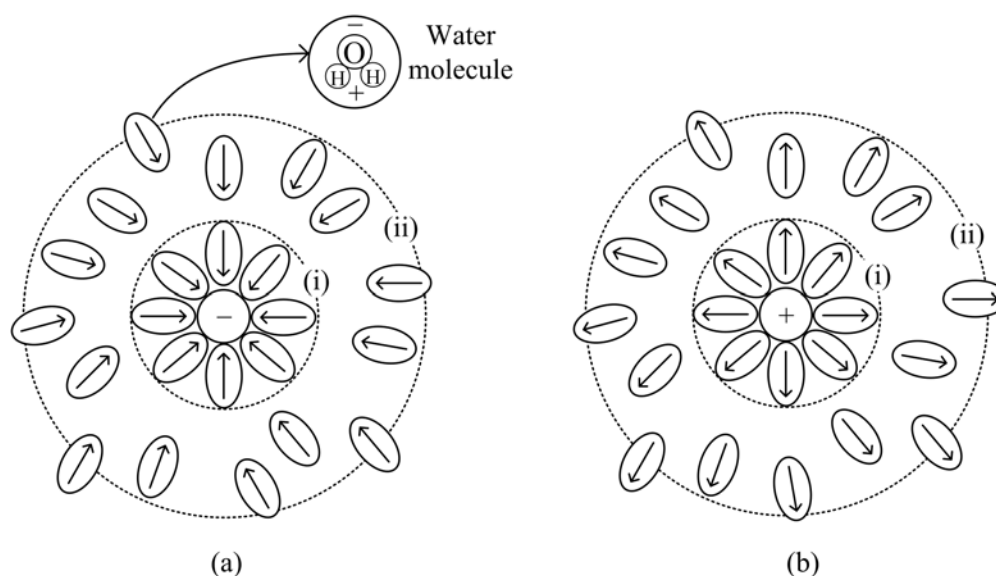 −
O
H H
+
Water
molecule
(ii)
(i)
−
(ii)
(i)
+
(a)
(b)